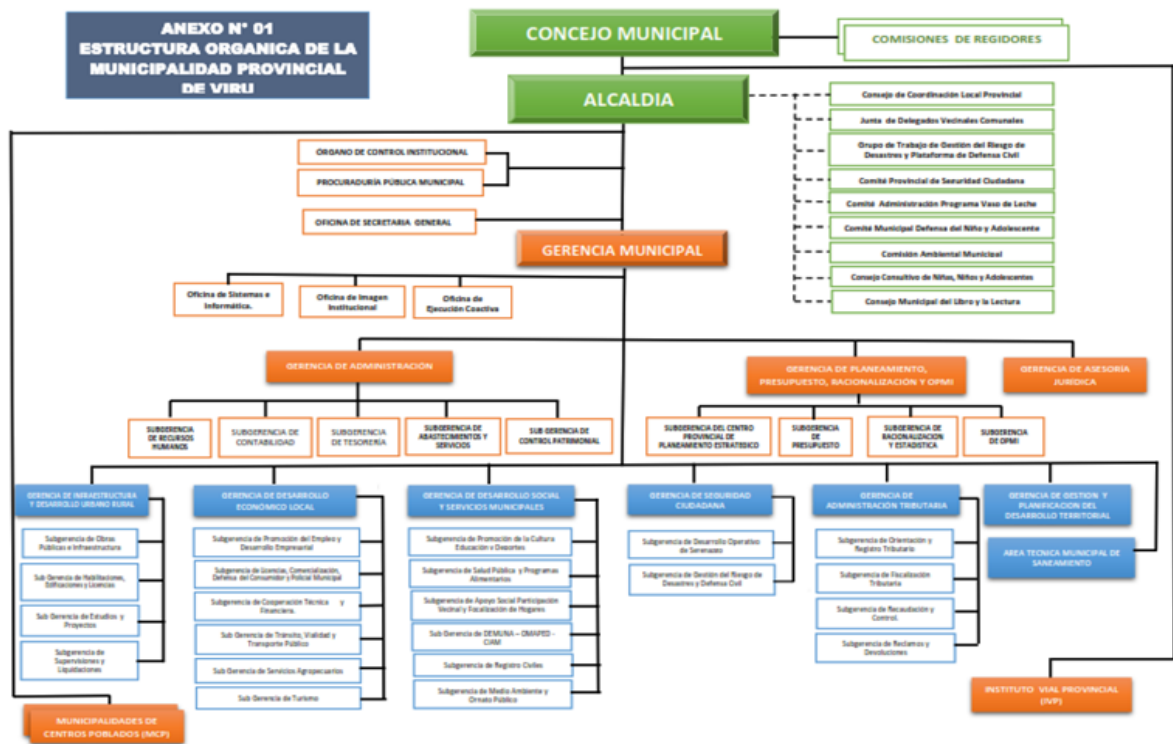 ANEXO N° 01
ESTRUCTURA ORGANICA DE LA
MUNICIPALIDAD PROVINCIAL
DE VIRU
CONCEJO MUNICIPAL
COMISIONES DE REGIDORES
ALCALDIA
Consejo de Coordinación Local Provincial
Junta de Delegados Vecinales Comunales
Grupo de Trabajo de Gestión del Riesgo de
Desastres y Plataforma de Defensa Civil
Comité Provincial de Seguridad Ciudadana
Comité Administración Programa Vaso de Leche
Comité Municipal Defensa del Niño y Adolescente
Comisión Ambiental Municipal
Consejo Consultivo de Niñas, Niños y Adolescentes
Consejo Municipal del Libro y la Lectura
ÓRGANO DE CONTROL INSTITUCIONAL
PROCURADURÍA PÚBLICA MUNICIPAL
OFICINA DE SECRETARIA GENERAL
GERENCIA MUNICIPAL
Oficina de Sistemas e
Informática.
Oficina de Imagen
Institucional
Oficina de
Ejecución Coactiva
GERENCIA DE ADMINISTRACIÓN
GERENCIA DE PLANEAMIENTO,
PRESUPUESTO, RACIONALIZACIÓN Y OPMI
GERENCIA DE ASESORÍA
JURÍDICA
SUBGERENCIA
DE RECURSOS
HUMANOS
SUBGERENCIA DE
CONTABILIDAD
SUBGERENCIA
DE TESORERÍA
SUBGERENCIA DE
ABASTECIMIENTOS Y
SERVICIOS
SUB GERENCIA DE
CONTROL PATRIMONIAL
SUBGERENCIA DEL CENTRO
PROVINCIAL DE
PLANEAMIENTO ESTRATEGICO
SUBGERENCIA
DE
PRESUPUESTO
SUBGERENCIA DE
RACIONALIZACION
Y ESTADISTICA
SUBGERENCIA
DE OPMI
GERENCIA DE INFRAESTRUCTURA
Y DESARROLLO URBANO RURAL
Subgerencia de Obras
Públicas e Infraestructura
Sub Gerencia de Habilitaciones,
Edificaciones y Licencias
Sub Gerencia de Estudios y
Proyectos
Subgerencia de
Supervisiones y
Liquidaciones
GERENCIA DE DESARROLLO
ECONÓMICO LOCAL
Subgerencia de Promoción del Empleo y
Desarrollo Empresarial
Subgerencia de Licencias, Comercialización,
Defensa del Consumidor y Policial Municipal
Subgerencia de Cooperación Técnica y
Financiera.
Sub Gerencia de Tránsito, Vialidad y
Transporte Público
Sub Gerencia de Servicios Agropecuarios
Sub Gerencia de Turismo
GERENCIA DE DESARROLLO SOCIAL
Y SERVICIOS MUNICIPALES
Subgerencia de Promoción de la Cultura
Educación e Deportes
Subgerencia de Salud Pública y Programas
Alimentarios
Subgerencia de Apoyo Social Participación
Vecinal y Focalización de Hogares
Sub Gerencia de DEMUNA – OMAPED -
CIAM
Subgerencia de Registro Civiles
Subgerencia de Medio Ambiente y
Ornato Público
GERENCIA DE SEGURIDAD
CIUDADANA
Subgerencia de Desarrollo Operativo
de Serenazgo
Subgerencia de Gestión del Riesgo de
Desastres y Defensa Civil
GERENCIA DE
ADMINISTRACION TRIBUTARIA
Subgerencia de Orientación y
Registro Tributario
Subgerencia de Fiscalización
Tributaria
Subgerencia de Recaudación y
Control.
Subgerencia de Reclamos y
Devoluciones
GERENCIA DE GESTION Y
PLANIFICACION DEL
DESARROLLO TERRITORIAL
AREA TECNICA MUNICIPAL DE
SANEAMIENTO
INSTITUTO VIAL PROVINCIAL
(IVP)
MUNICIPALIDADES DE
CENTROS POBLADOS (MCP)